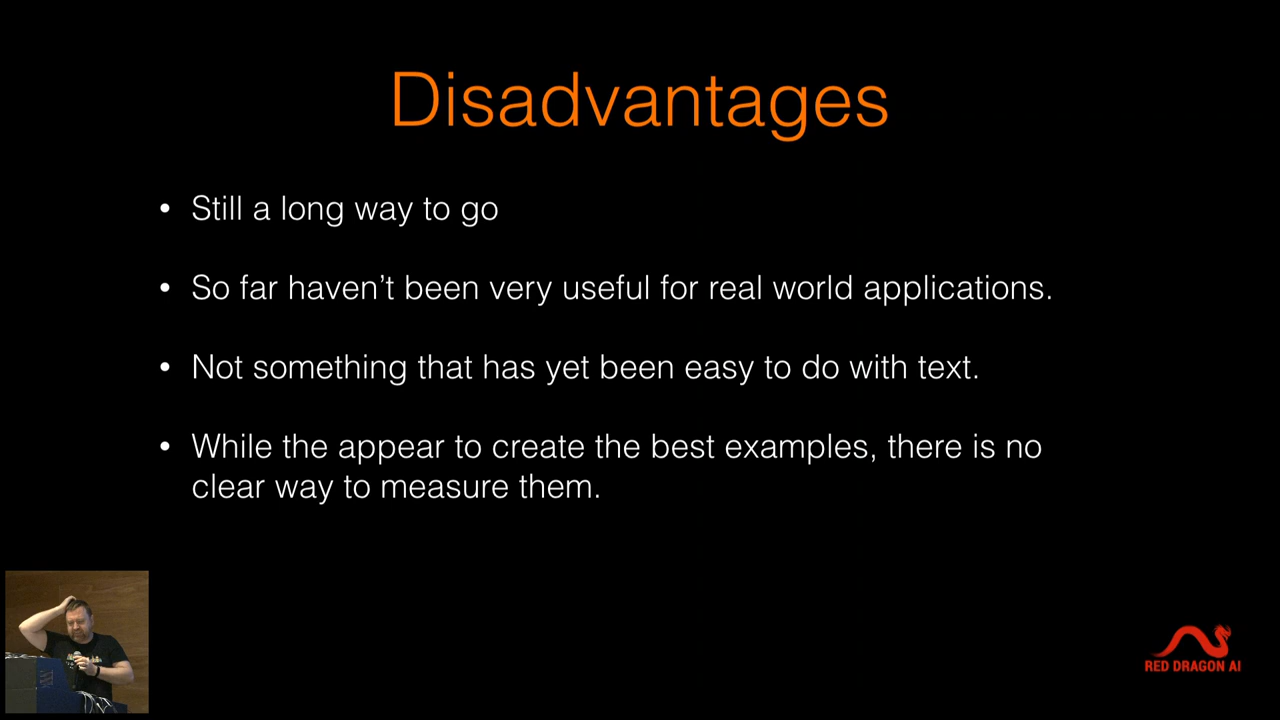 Disadvantages
• Still a long way to go
• So far haven’t been very useful for real world applications.
• Not something that has yet been easy to do with text.
• While the appear to create the best examples, there is no
clear way to measure them.
RED DRAGON AI